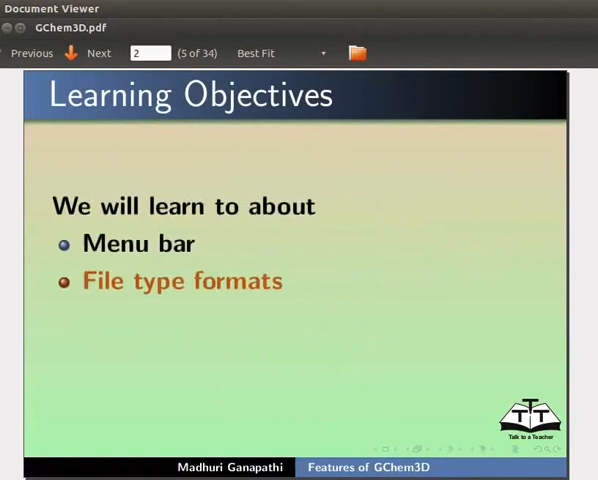 Document Viewer
GChem3D.pdf
Previous Next 2 (5 of 34) Best Fit
Learning Objectives
We will learn to about
Menu bar
File type formats
T T T
Talk to a Teacher
Madhuri Ganapathi Features of GChem3D